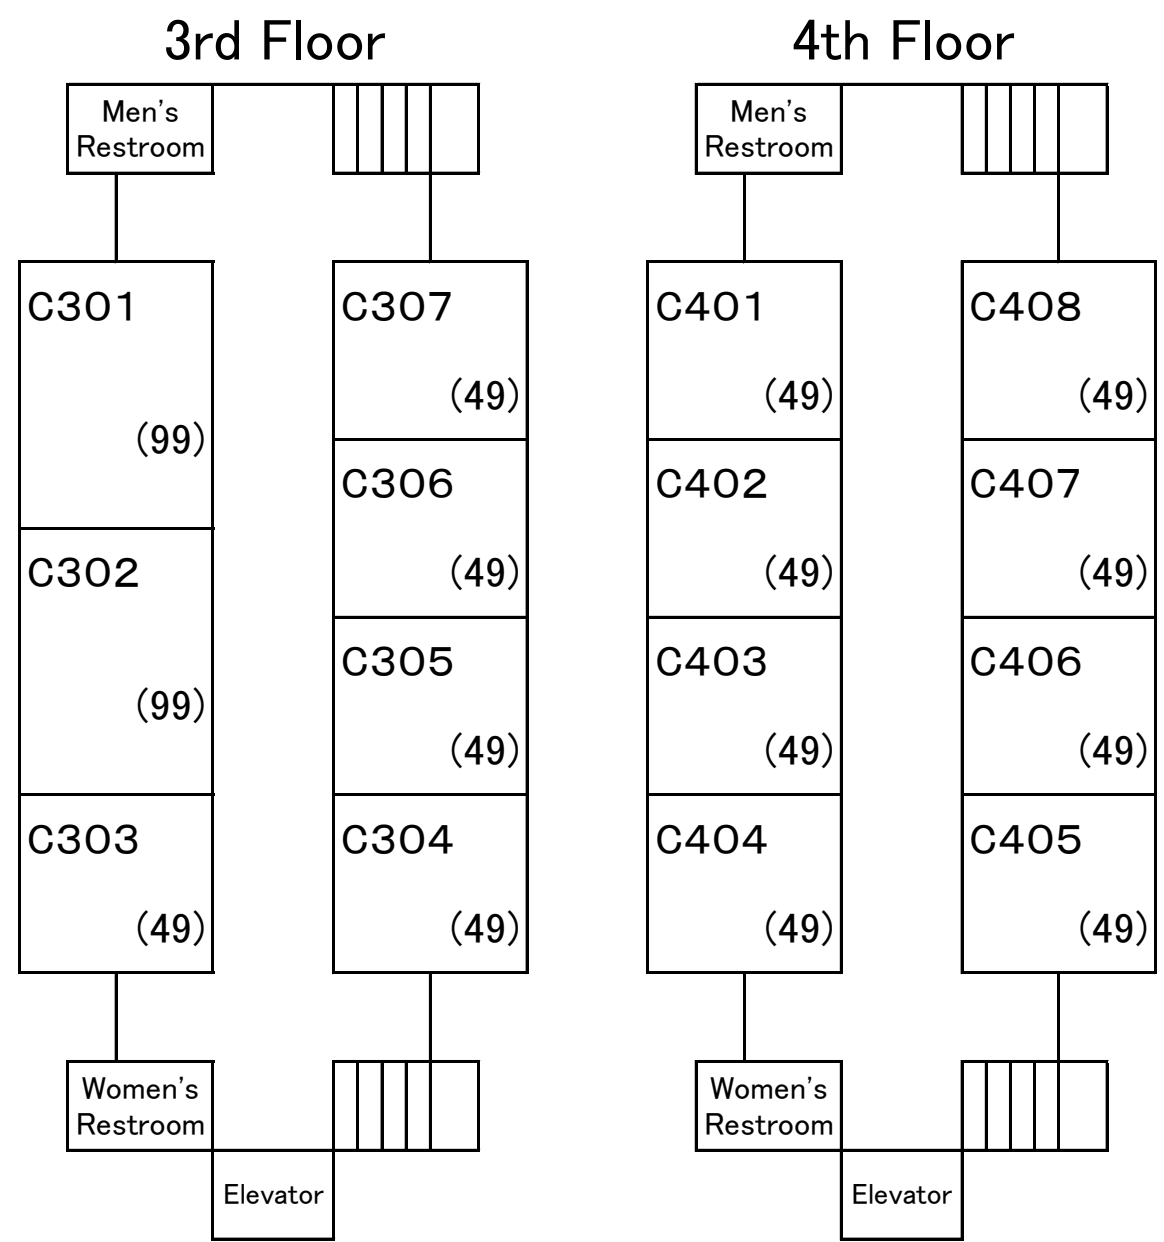 3rd Floor
Men's
Restroom
C301
(99)
C302
(99)
C303
(49)
C307
(49)
C306
(49)
C305
(49)
C304
(49)
Women's
Restroom
Elevator
4th Floor
Men's
Restroom
C401
(49)
C402
(49)
C403
(49)
C404
(49)
C408
(49)
C407
(49)
C406
(49)
C405
(49)
Women's
Restroom
Elevator